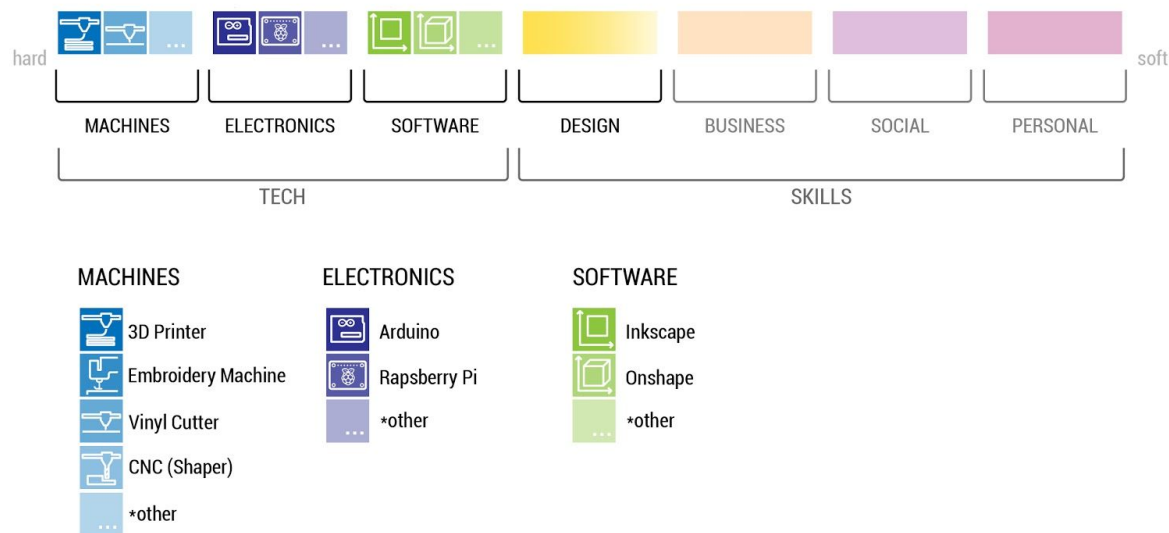 hard soft
MACHINES ELECTRONICS SOFTWARE DESIGN BUSINESS SOCIAL PERSONAL
TECH SKILLS
MACHINES
3D Printer
Embroidery Machine
Vinyl Cutter
CNC (Shaper)
*other
ELECTRONICS
Arduino
Rapsberry Pi
*other
SOFTWARE
Inkscape
Onshape
*other